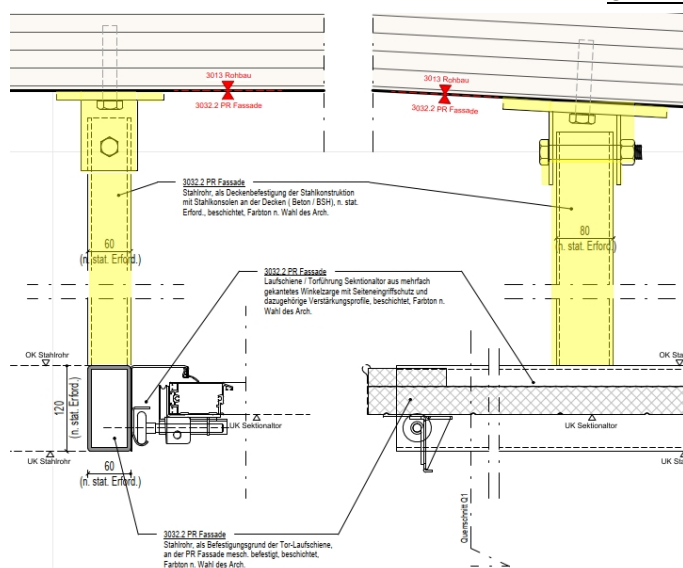 3013 Rohbau
3032.2 PR Fassade
3013 Rohbau
3032.2 PR Fassade
3032.2 PR Fassade
Stahlrohr, als Deckenbefestigung der Stahlkonstruktion
mit Stahlkonsolen an der Decken ( Beton / BSH), n. stat.
Erford., beschichtet, Farbton n. Wahl des Arch.
60
(n. stat. Erford.)
80
(n. stat. Erford.)
3032.2 PR Fassade
Laufschiene / Torführung Sekntionaltor aus mehrfach
gekantetes Winkelzarge mit Seiteneingriffschutz und
dazugehörige Verstärkungsprofile, beschichtet, Farbton n.
Wahl des Arch.
OK Stahlrohr
OK Sta
120
(n. stat. Erford.)
UK Sektionaltor
UK Sektionaltor
UK Stahlrohr
UK Sta
60
(n. stat. Erford.)
Querschnitt Q1
3032.2 PR Fassade
Stahlrohr, als Befestigungsgrund der Tor-Laufschiene,
an der PR Fassade mesch. befestigt, beschichtet,
Farbton n. Wahl des Arch.